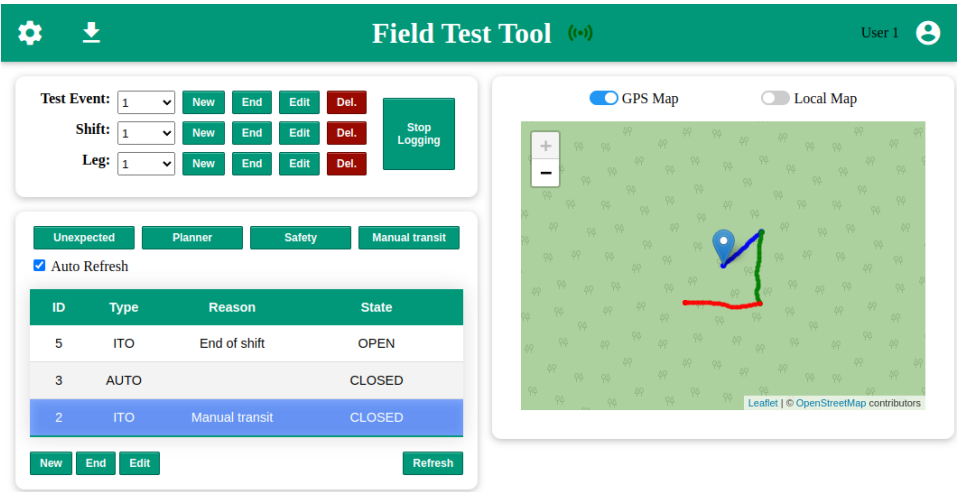 Field Test Tool
User 1
Test Event: 1 New End Edit Del.
Shift: 1 New End Edit Del.
Leg: 1 New End Edit Del.
Stop
Logging
Unexpected Planner Safety Manual transit
Auto Refresh
ID Type Reason State
5 ITO End of shift OPEN
3 AUTO CLOSED
2 ITO Manual transit CLOSED
New End Edit Refresh
GPS Map Local Map
+
−
Leaflet | © OpenStreetMap contributors